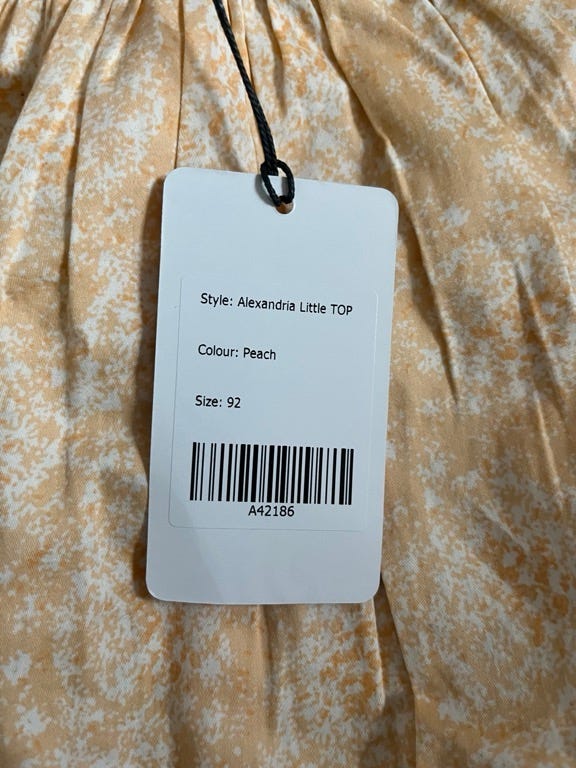 Style: Alexandria Little TOP
Colour: Peach
Size: 92
A42186